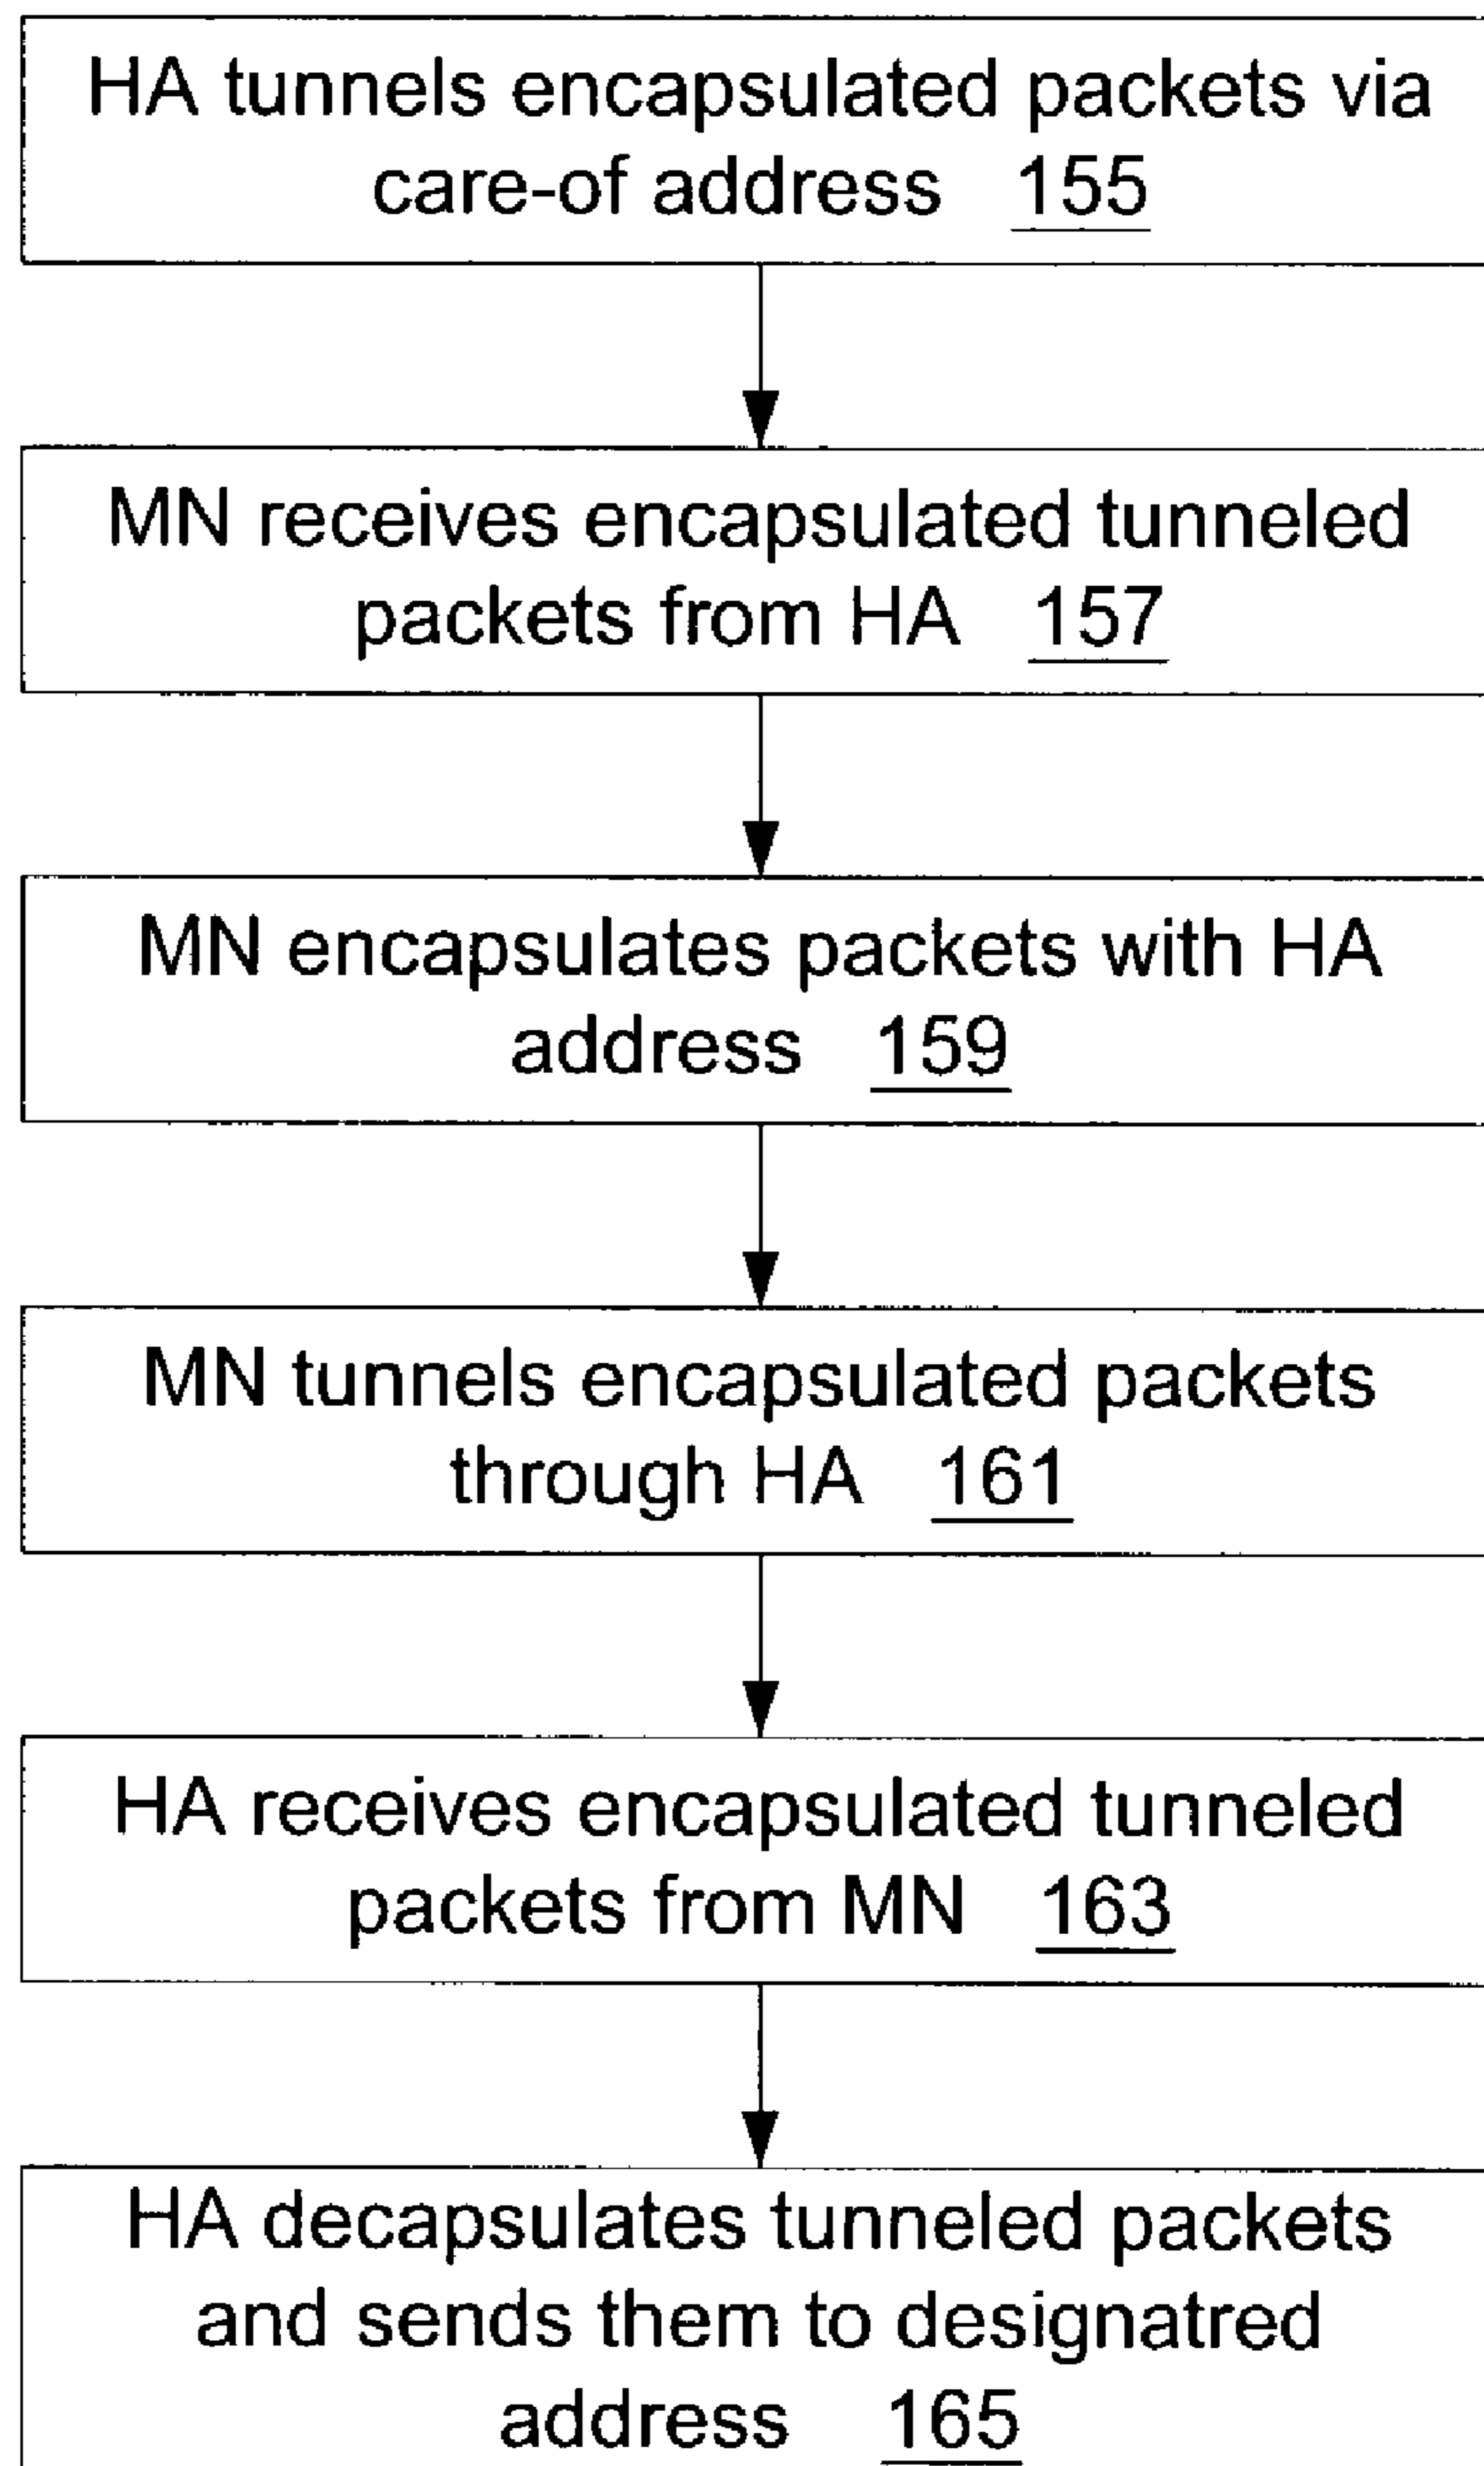 HA tunnels encapsulated packets via
care-of address 155
MN receives encapsulated tunneled
packets from HA 157
MN encapsulates packets with HA
address 159
MN tunnels encapsulated packets
through HA 161
HA receives encapsulated tunneled
packets from MN 163
HA decapsulates tunneled packets
and sends them to designatred
address 165